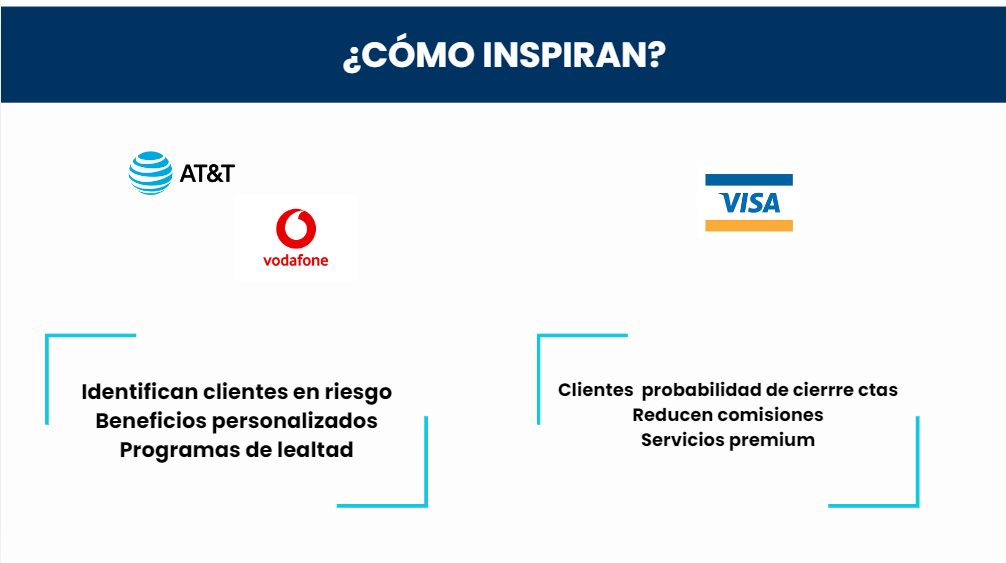 ¿CÓMO INSPIRAN?
AT&T
vodafone
VISA
Identifican clientes en riesgo
Beneficios personalizados
Programas de lealtad
Clientes  probabilidad de cierrre ctas
Reducen comisiones
Servicios premium